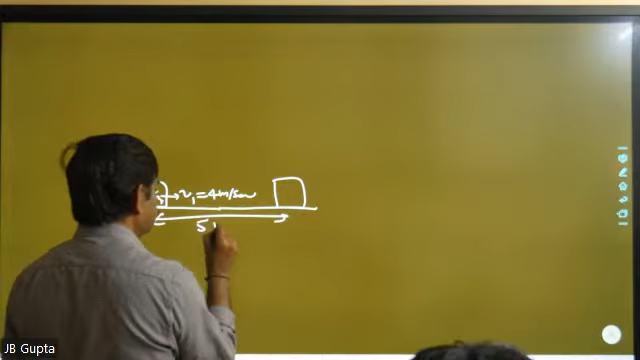 → v₁ = 4m/sec
5
JB Gupta